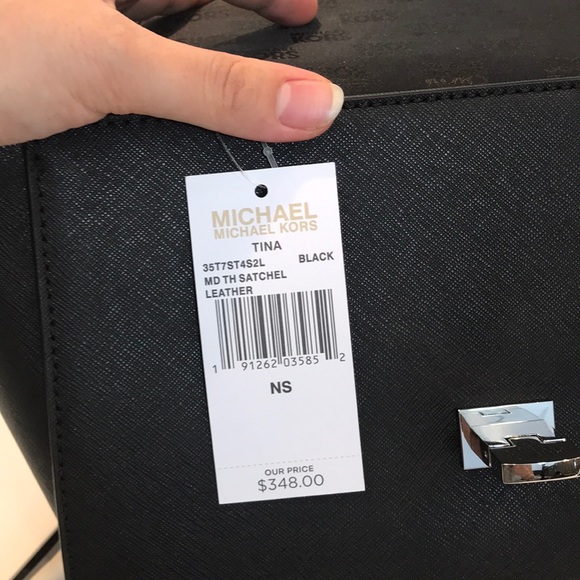 KORS
MICHAEL
MICHAEL KORS
TINA
35T7ST4S2L BLACK
MD TH SATCHEL
LEATHER
1 91262 03585 2
NS
OUR PRICE
$348.00